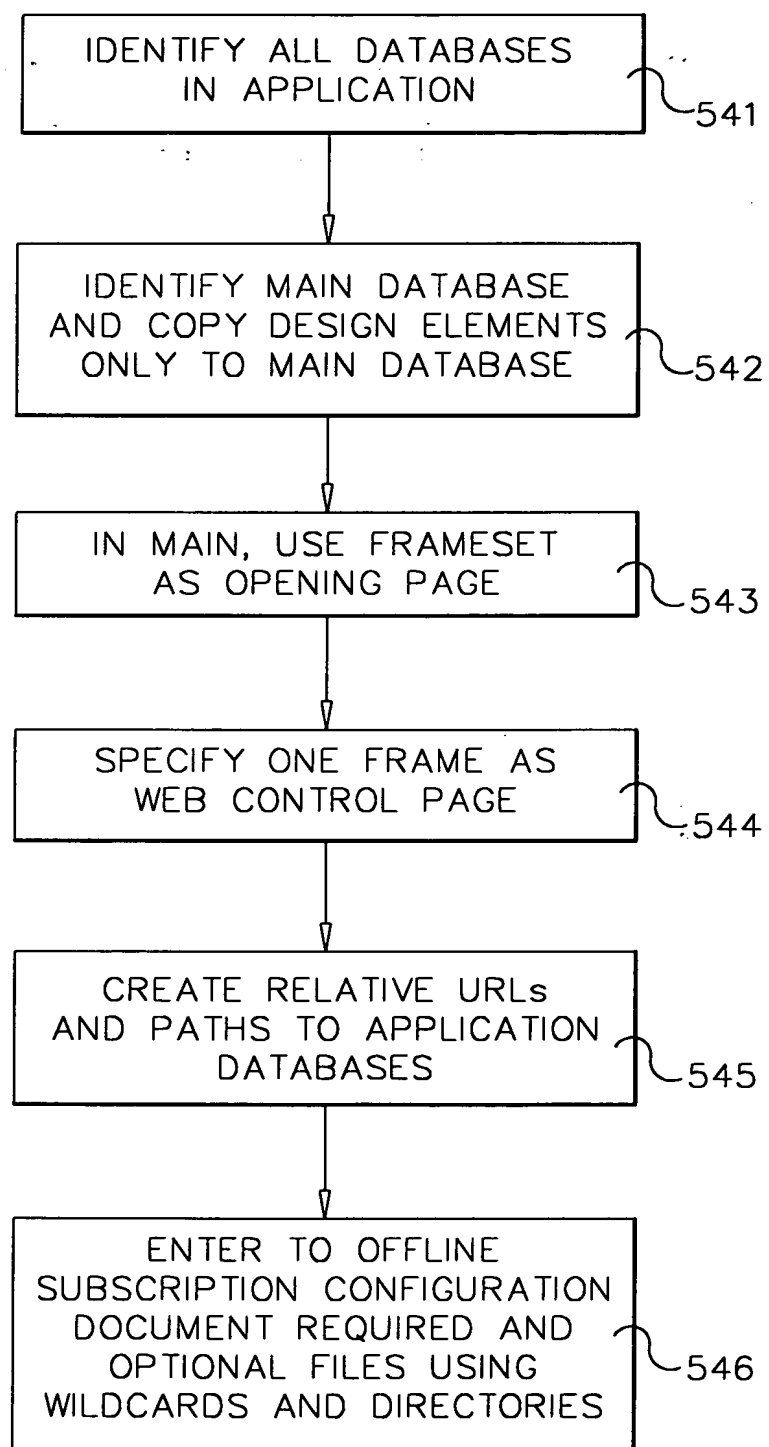 IDENTIFY ALL DATABASES
IN APPLICATION
541
IDENTIFY MAIN DATABASE
AND COPY DESIGN ELEMENTS
ONLY TO MAIN DATABASE
542
IN MAIN, USE FRAMESET
AS OPENING PAGE
543
SPECIFY ONE FRAME AS
WEB CONTROL PAGE
544
CREATE RELATIVE URLs
AND PATHS TO APPLICATION
DATABASES
545
ENTER TO OFFLINE
SUBSCRIPTION CONFIGURATION
DOCUMENT REQUIRED AND
OPTIONAL FILES USING
WILDCARDS AND DIRECTORIES
546